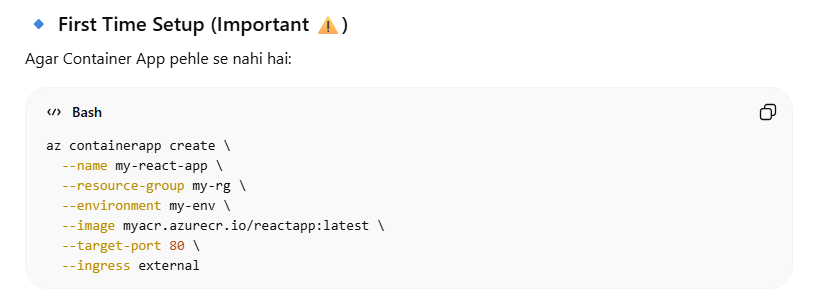 First Time Setup (Important ⚠️)
Agar Container App pehle se nahi hai:
</> Bash
az containerapp create \
  --name my-react-app \
  --resource-group my-rg \
  --environment my-env \
  --image myacr.azurecr.io/reactapp:latest \
  --target-port 80 \
  --ingress external